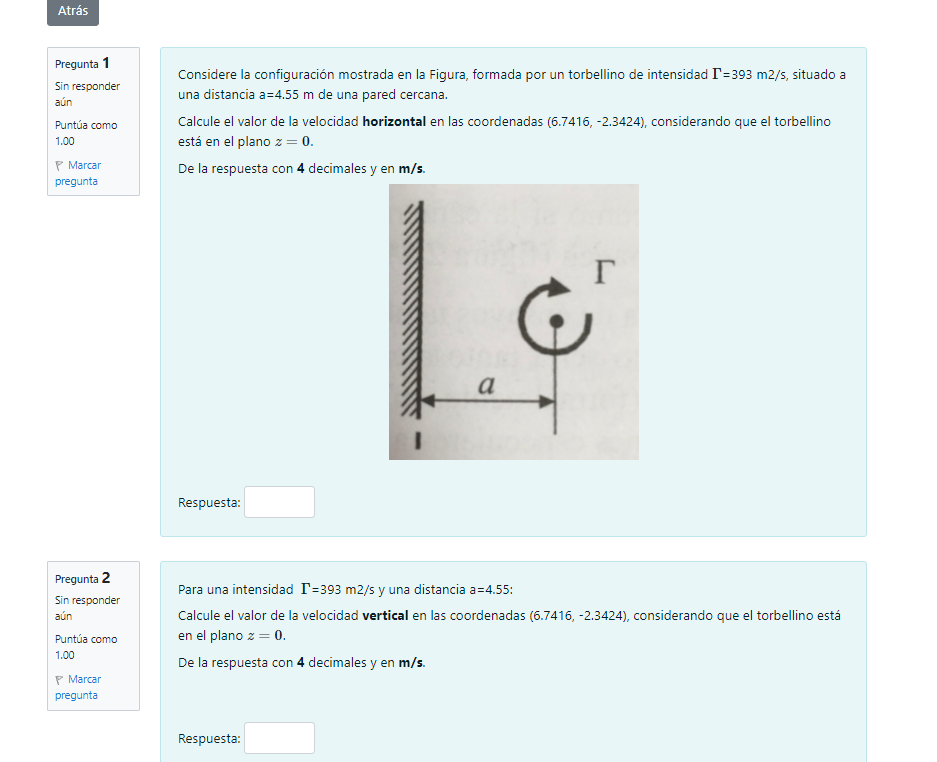 Atrás
Pregunta 1
Sin responder
aún
Puntúa como
1.00
Marcar
pregunta
Considere la configuración mostrada en la Figura, formada por un torbellino de intensidad Γ=393 m2/s, situado a
una distancia a=4.55 m de una pared cercana.
Calcule el valor de la velocidad horizontal en las coordenadas (6.7416, -2.3424), considerando que el torbellino
está en el plano z = 0.
De la respuesta con 4 decimales y en m/s.
Γ
a
Respuesta:
Pregunta 2
Sin responder
aún
Puntúa como
1.00
Marcar
pregunta
Para una intensidad Γ=393 m2/s y una distancia a=4.55:
Calcule el valor de la velocidad vertical en las coordenadas (6.7416, -2.3424), considerando que el torbellino está
en el plano z = 0.
De la respuesta con 4 decimales y en m/s.
Respuesta: